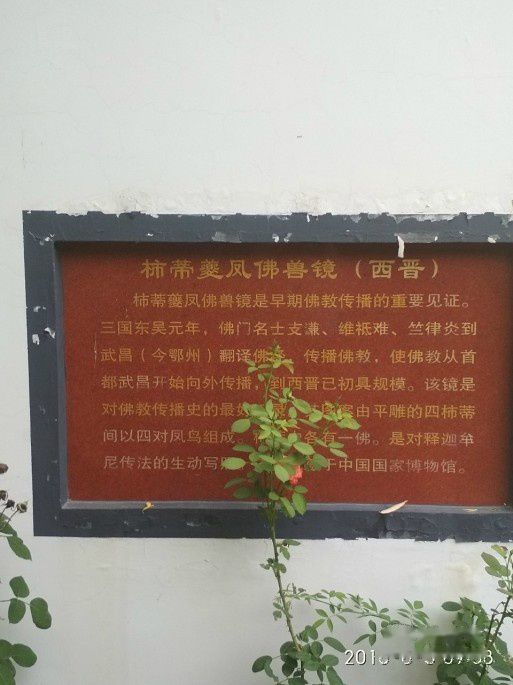 柿蒂夔凤佛兽镜（西晋）
柿蒂夔凤佛兽镜是早期佛教传播的重要见证。
三国东吴元年，佛门名士支谦、维祇难、竺律炎到
武昌（今鄂州）翻译佛 、传播佛教，使佛教从首
都武昌开始向外传播，到西晋已初具规模。该镜是
对佛教传播史的最好 由平雕的四柿蒂
间以四对凤鸟组成。 各有一佛。是对释迦牟
尼传法的生动写 于中国国家博物馆。